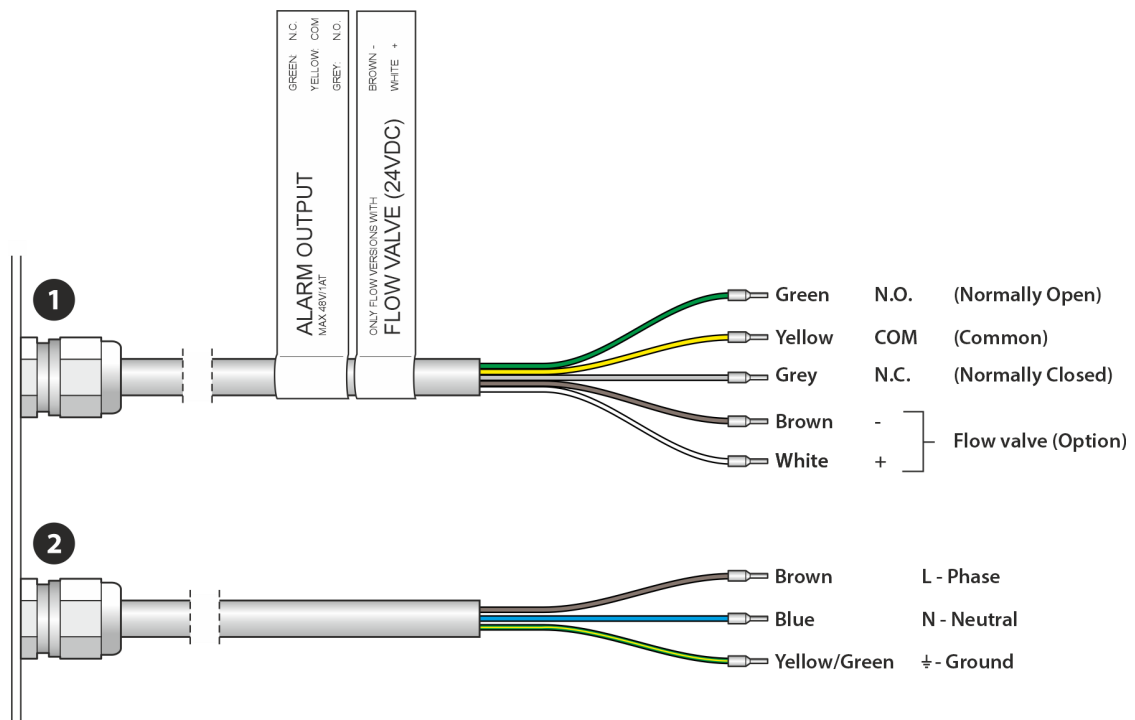 GREEN: N.C.
YELLOW: COM
GREY: N.O.
ALARM OUTPUT
MAX 48V/1AT
BROWN -
WHITE +
ONLY FLOW VERSIONS WITH
FLOW VALVE (24VDC)
1
Green N.O. (Normally Open)
Yellow COM (Common)
Grey N.C. (Normally Closed)
Brown -
White +
Flow valve (Option)
2
Brown L - Phase
Blue N - Neutral
Yellow/Green ⏚ - Ground